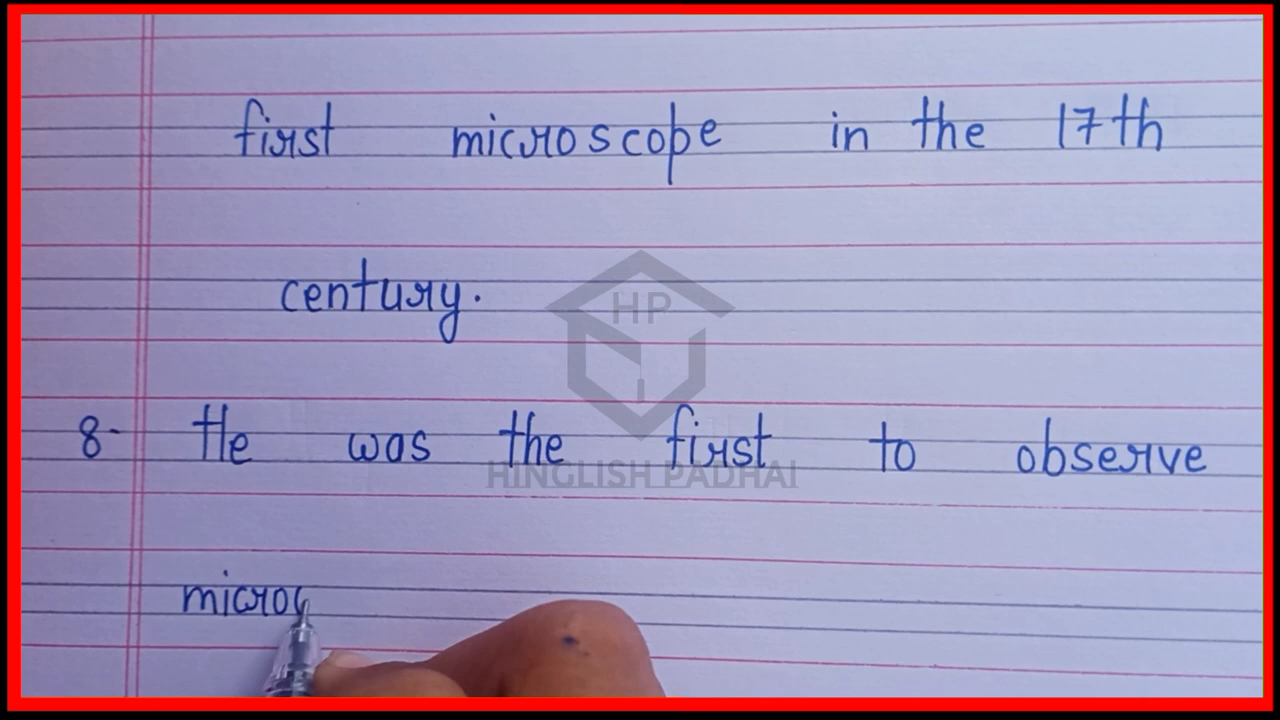 first microscope in the 17th
century.
HP
8- He was the first to observe
HINGLISH PADHAI